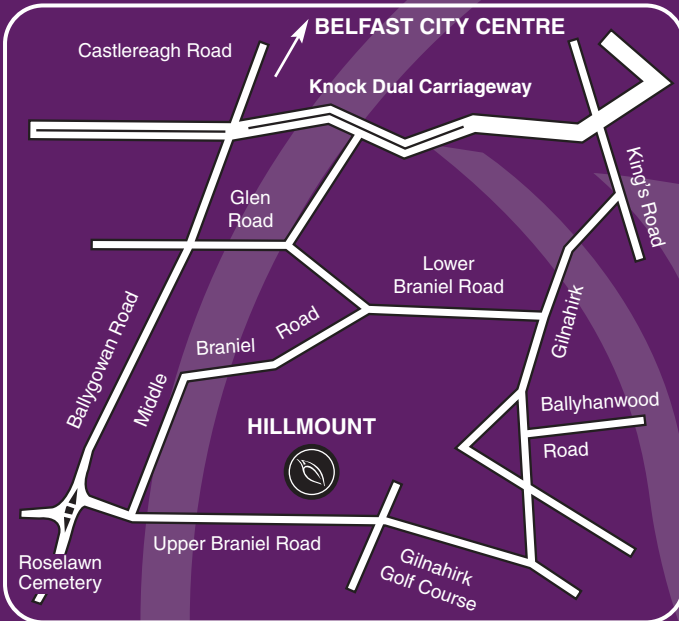 BELFAST CITY CENTRE
Castlereagh Road
Knock Dual Carriageway
King's Road
Glen
Road
Lower
Braniel Road
Gilnahirk
Ballygowan Road
Middle
Braniel
Road
Ballyhanwood
Road
HILLMOUNT
Upper Braniel Road
Gilnahirk
Golf Course
Roselawn
Cemetery